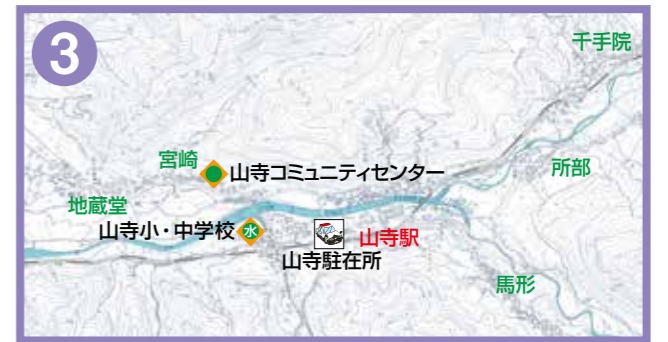 3
千手院
宮崎
山寺コミュニティセンター
所部
地蔵堂
山寺小・中学校
水
山寺駅
山寺駐在所
馬形